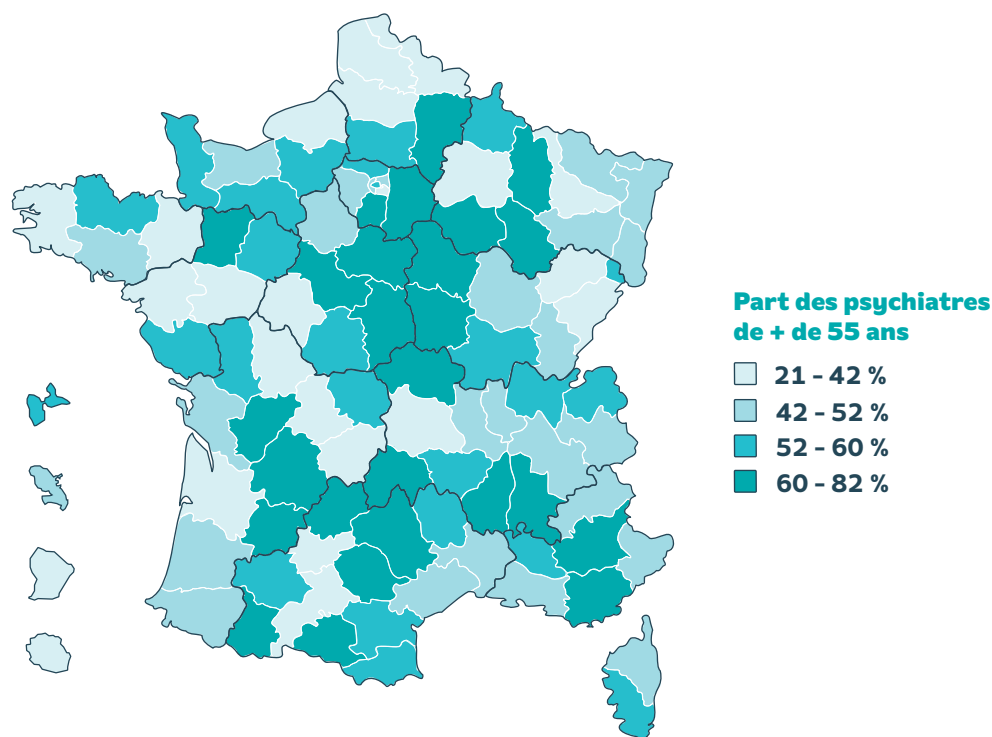 Part des psychiatres
de + de 55 ans
21 - 42 %
42 - 52 %
52 - 60 %
60 - 82 %